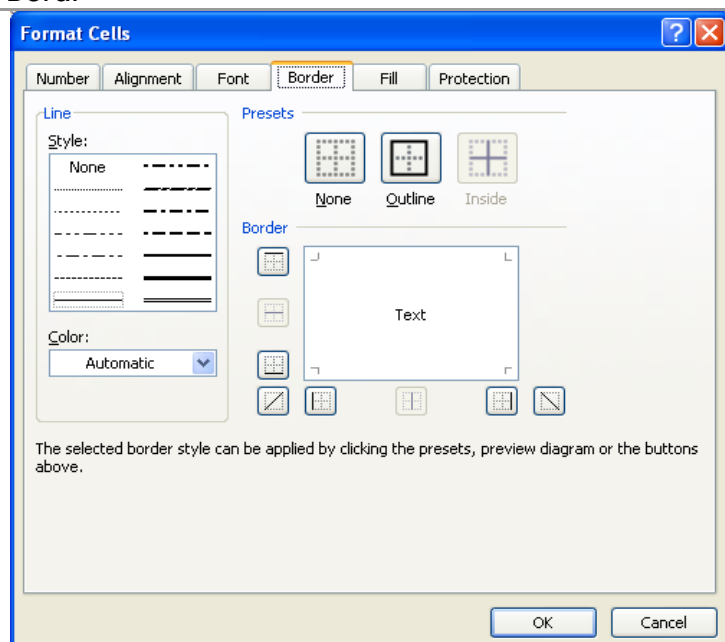 Format Cells
Number Alignment Font Border Fill Protection
Line
Style:
None
Color:
Automatic
Presets
None Outline Inside
Border
Text
The selected border style can be applied by clicking the presets, preview diagram or the buttons
above.
OK Cancel